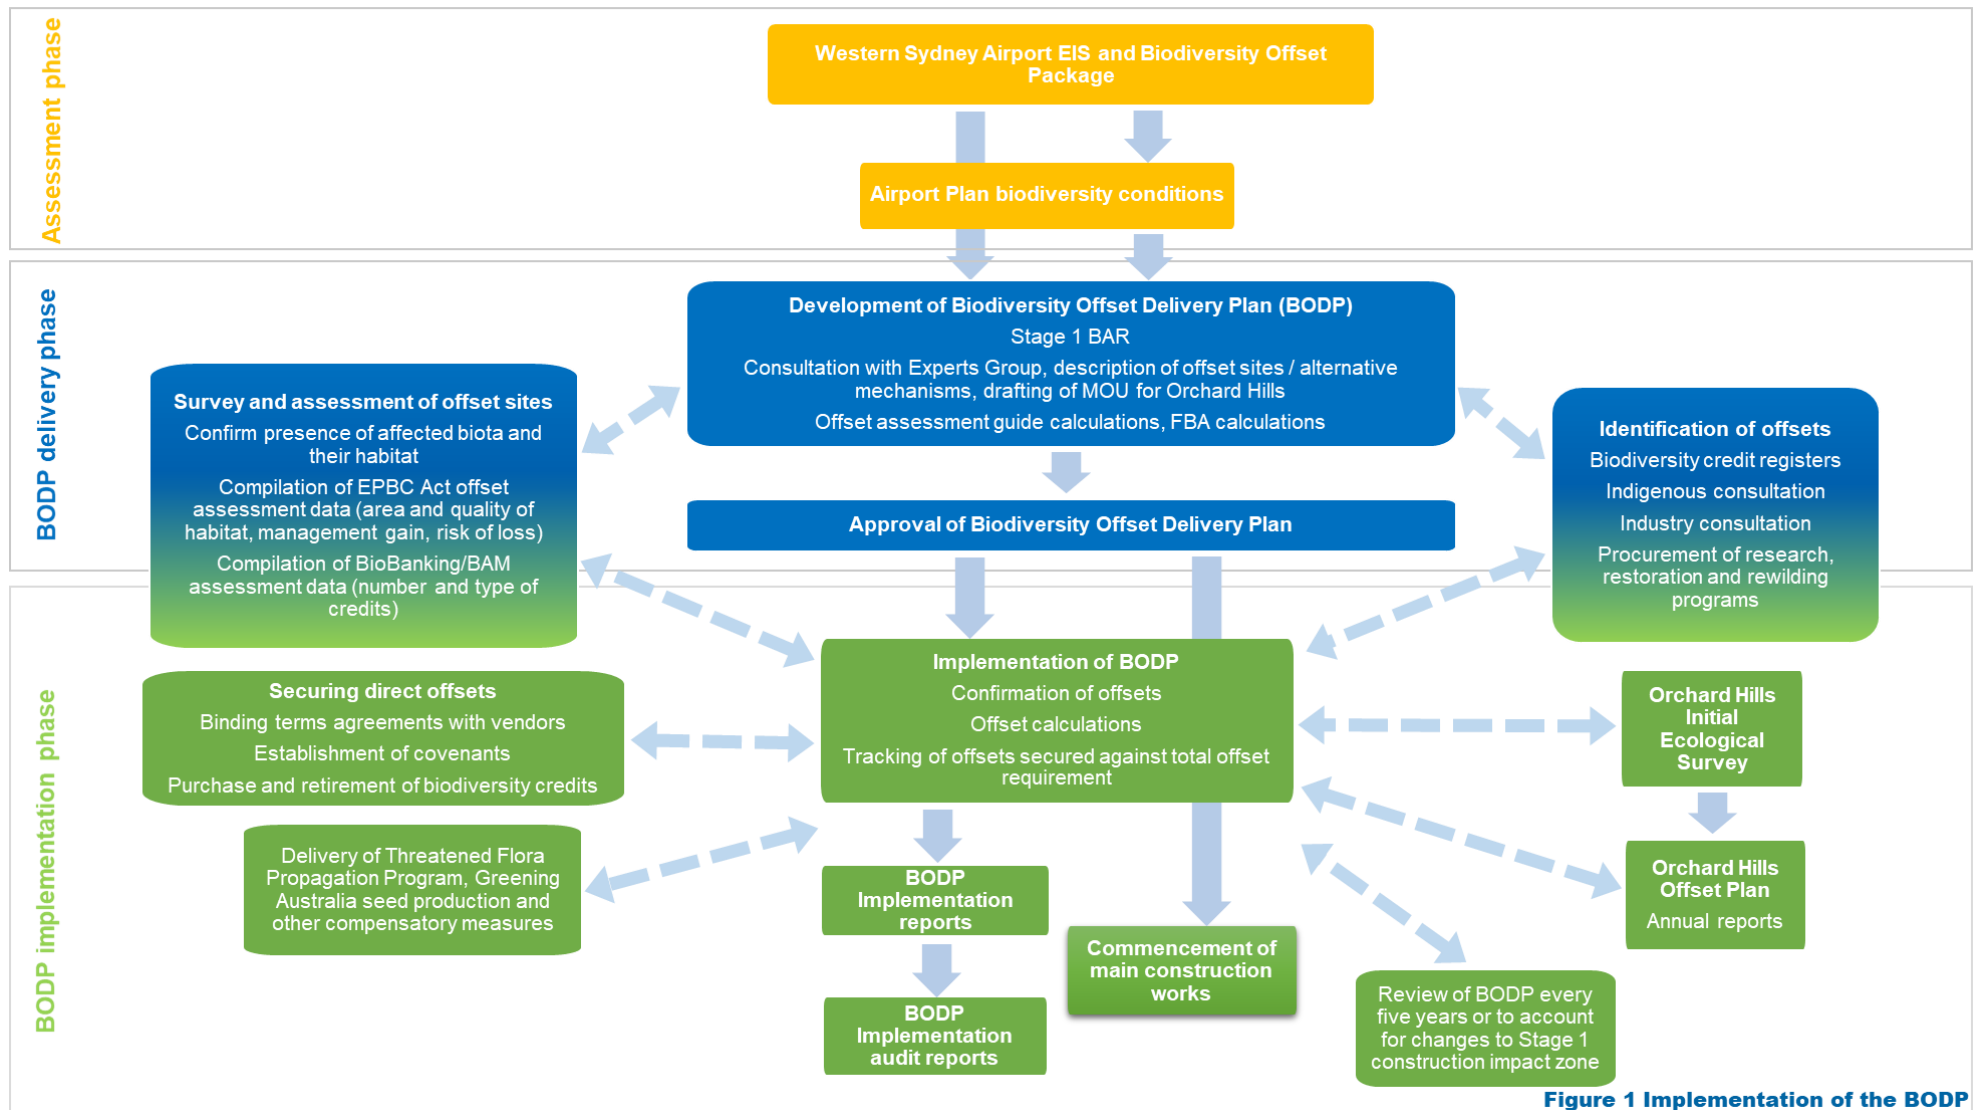 Assessment phase
Western Sydney Airport EIS and Biodiversity Offset
Package
Airport Plan biodiversity conditions
BODP delivery phase
Development of Biodiversity Offset Delivery Plan (BODP)
Stage 1 BAR
Consultation with Experts Group, description of offset sites / alternative
mechanisms, drafting of MOU for Orchard Hills
Offset assessment guide calculations, FBA calculations
Survey and assessment of offset sites
Confirm presence of affected biota and
their habitat
Compilation of EPBC Act offset
assessment data (area and quality of
habitat, management gain, risk of loss)
Compilation of BioBanking/BAM
assessment data (number and type of
credits)
Identification of offsets
Biodiversity credit registers
Indigenous consultation
Industry consultation
Procurement of research,
restoration and rewilding
programs
Approval of Biodiversity Offset Delivery Plan
BODP implementation phase
Implementation of BODP
Confirmation of offsets
Offset calculations
Tracking of offsets secured against total offset
requirement
Securing direct offsets
Binding terms agreements with vendors
Establishment of covenants
Purchase and retirement of biodiversity credits
Orchard Hills
Initial
Ecological
Survey
Delivery of Threatened Flora
Propagation Program, Greening
Australia seed production and
other compensatory measures
BODP
Implementation
reports
Orchard Hills
Offset Plan
Annual reports
Commencement of
main construction
works
BODP
Implementation
audit reports
Review of BODP every
five years or to account
for changes to Stage 1
construction impact zone
Figure 1 Implementation of the BODP